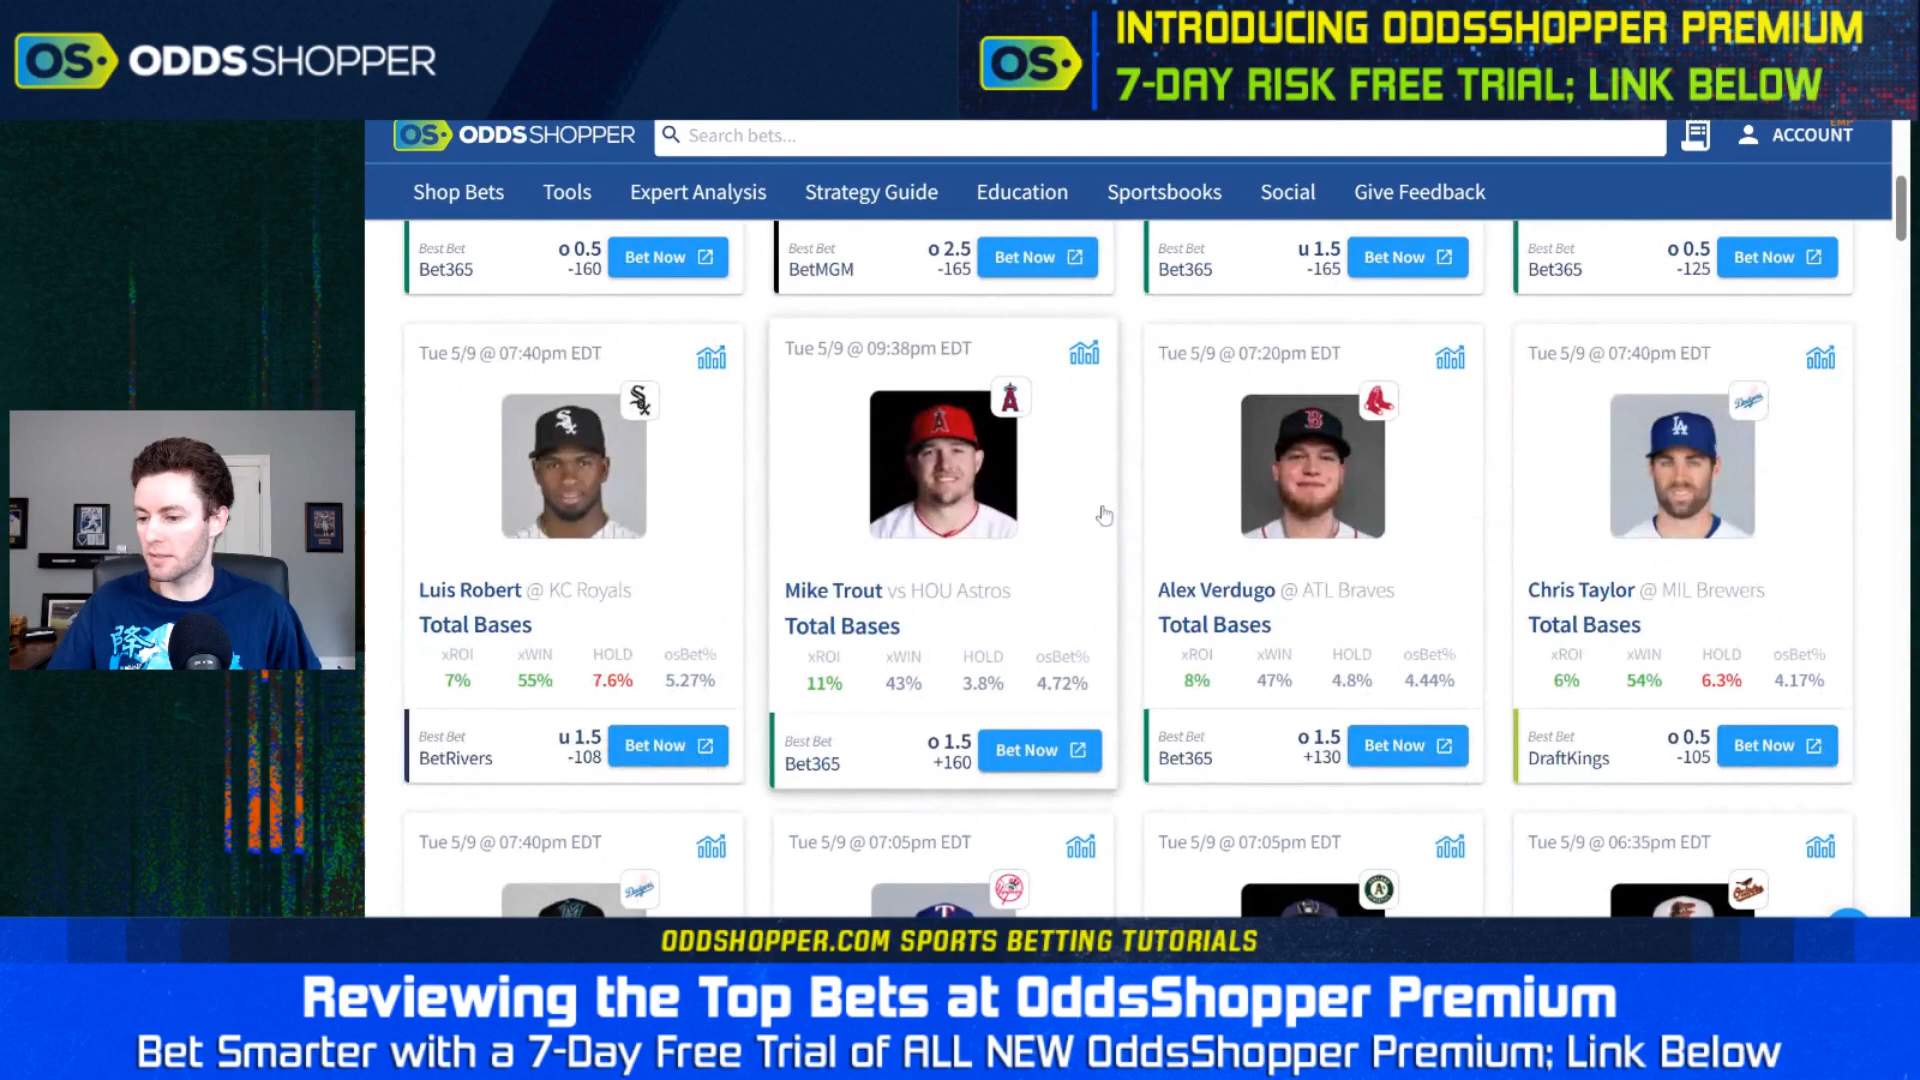 OS ODDSSHOPPER
OS
INTRODUCING ODDSSHOPPER PREMIUM
7-DAY RISK FREE TRIAL; LINK BELOW
OS ODDSSHOPPER
Search bets...
EMP
ACCOUNT
Shop Bets Tools Expert Analysis Strategy Guide Education Sportsbooks Social Give Feedback
Best Bet o 0.5 Bet Now
Bet365 -160
Best Bet o 2.5 Bet Now
BetMGM -165
Best Bet u 1.5 Bet Now
Bet365 -165
Best Bet o 0.5 Bet Now
Bet365 -125
Tue 5/9 @ 07:40pm EDT
Luis Robert @ KC Royals
Total Bases
xROI xWIN HOLD osBet%
7% 55% 7.6% 5.27%
Best Bet u 1.5 Bet Now
BetRivers -108
Tue 5/9 @ 09:38pm EDT
Mike Trout vs HOU Astros
Total Bases
xROI xWIN HOLD osBet%
11% 43% 3.8% 4.72%
Best Bet o 1.5 Bet Now
Bet365 +160
Tue 5/9 @ 07:20pm EDT
Alex Verdugo @ ATL Braves
Total Bases
xROI xWIN HOLD osBet%
8% 47% 4.8% 4.44%
Best Bet o 1.5 Bet Now
Bet365 +130
Tue 5/9 @ 07:40pm EDT
Dodgers
LA
Chris Taylor @ MIL Brewers
Total Bases
xROI xWIN HOLD osBet%
6% 54% 6.3% 4.17%
Best Bet o 0.5 Bet Now
DraftKings -105
Tue 5/9 @ 07:40pm EDT
Dodgers
Tue 5/9 @ 07:05pm EDT
Tue 5/9 @ 07:05pm EDT
Tue 5/9 @ 06:35pm EDT
ODDSHOPPER.COM SPORTS BETTING TUTORIALS
Reviewing the Top Bets at OddsShopper Premium
Bet Smarter with a 7-Day Free Trial of ALL NEW OddsShopper Premium; Link Below